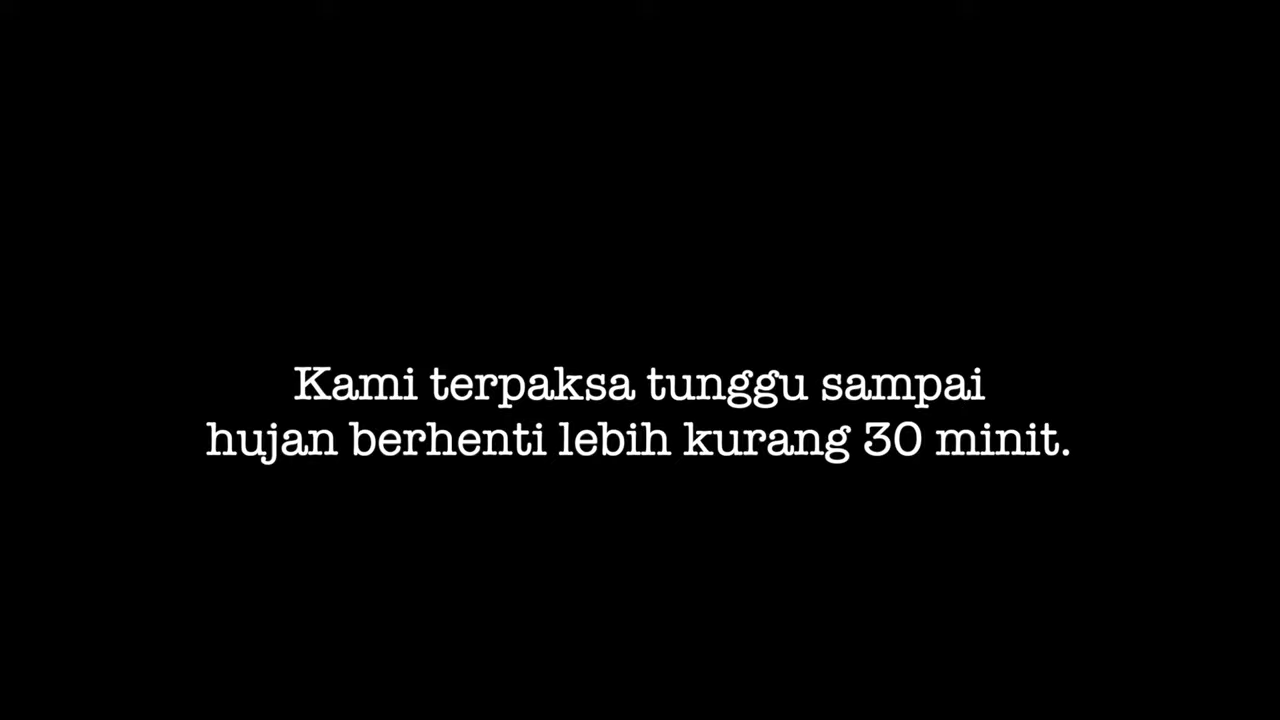 Kami terpaksa tunggu sampai
hujan berhenti lebih kurang 30 minit.